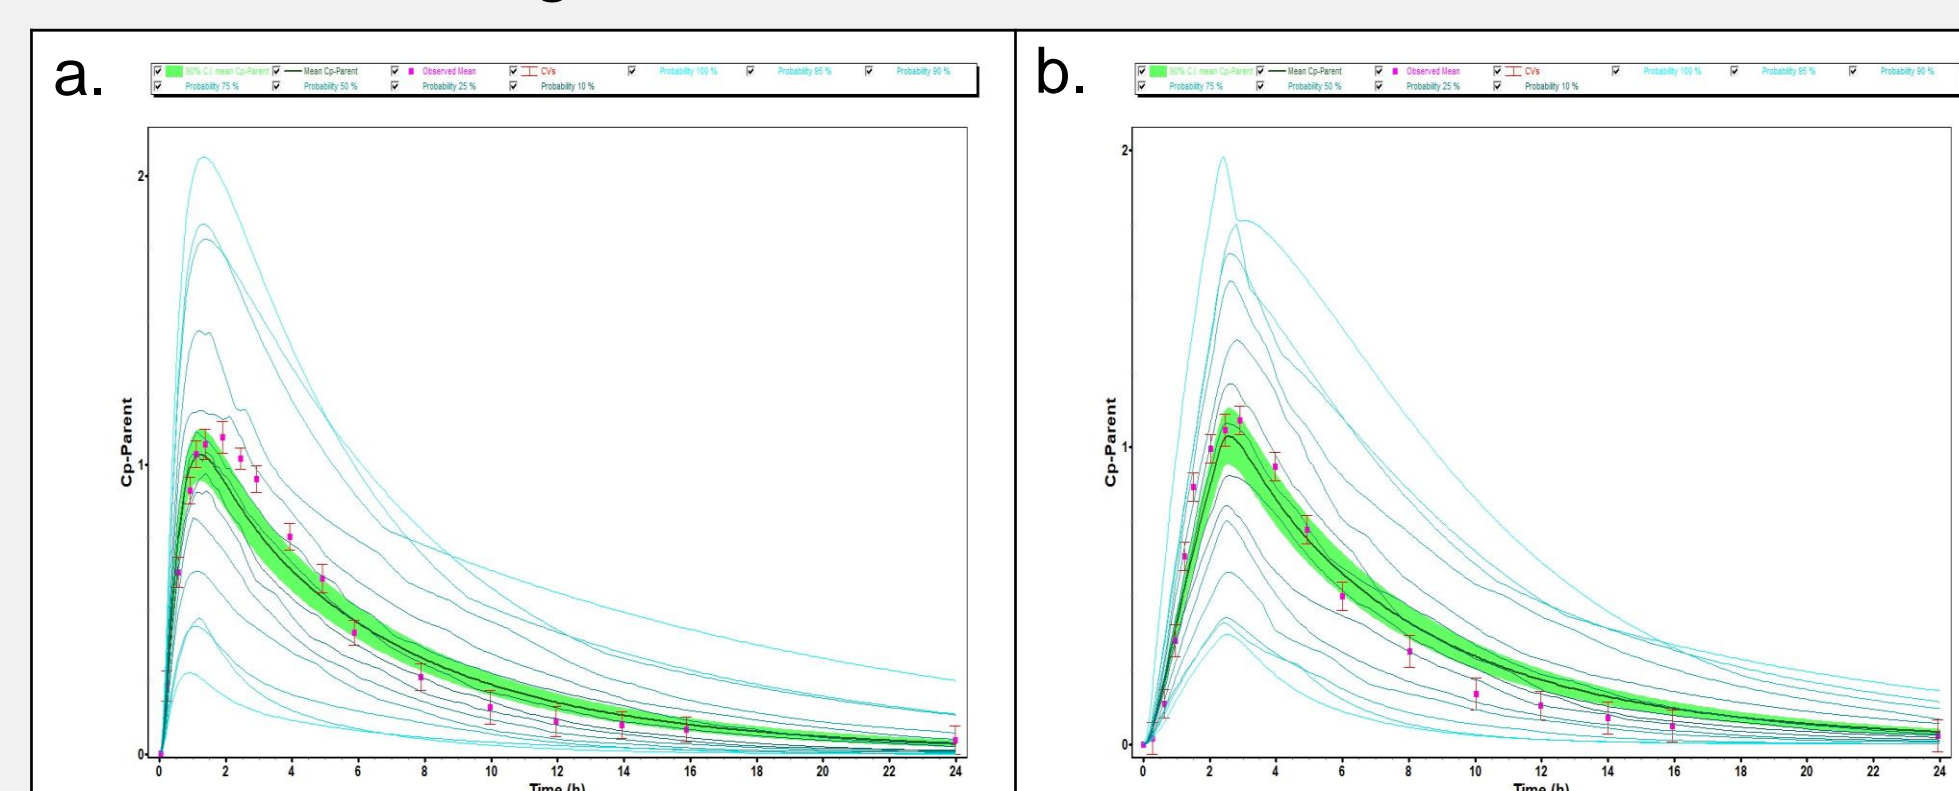 a.
90% C.I. mean Cp-Parent Mean Cp-Parent Observed Mean CVs Probability 100 % Probability 95 % Probability 90 %
Probability 75 % Probability 50 % Probability 25 % Probability 10 %
2
1
0
Cp-Parent
0 2 4 6 8 10 12 14 16 18 20 22 24
Time (h)
b.
90% C.I. mean Cp-Parent Mean Cp-Parent Observed Mean CVs Probability 100 % Probability 95 % Probability 90 %
Probability 75 % Probability 50 % Probability 25 % Probability 10 %
2
1
0
Cp-Parent
0 2 4 6 8 10 12 14 16 18 20 22 24
Time (h)